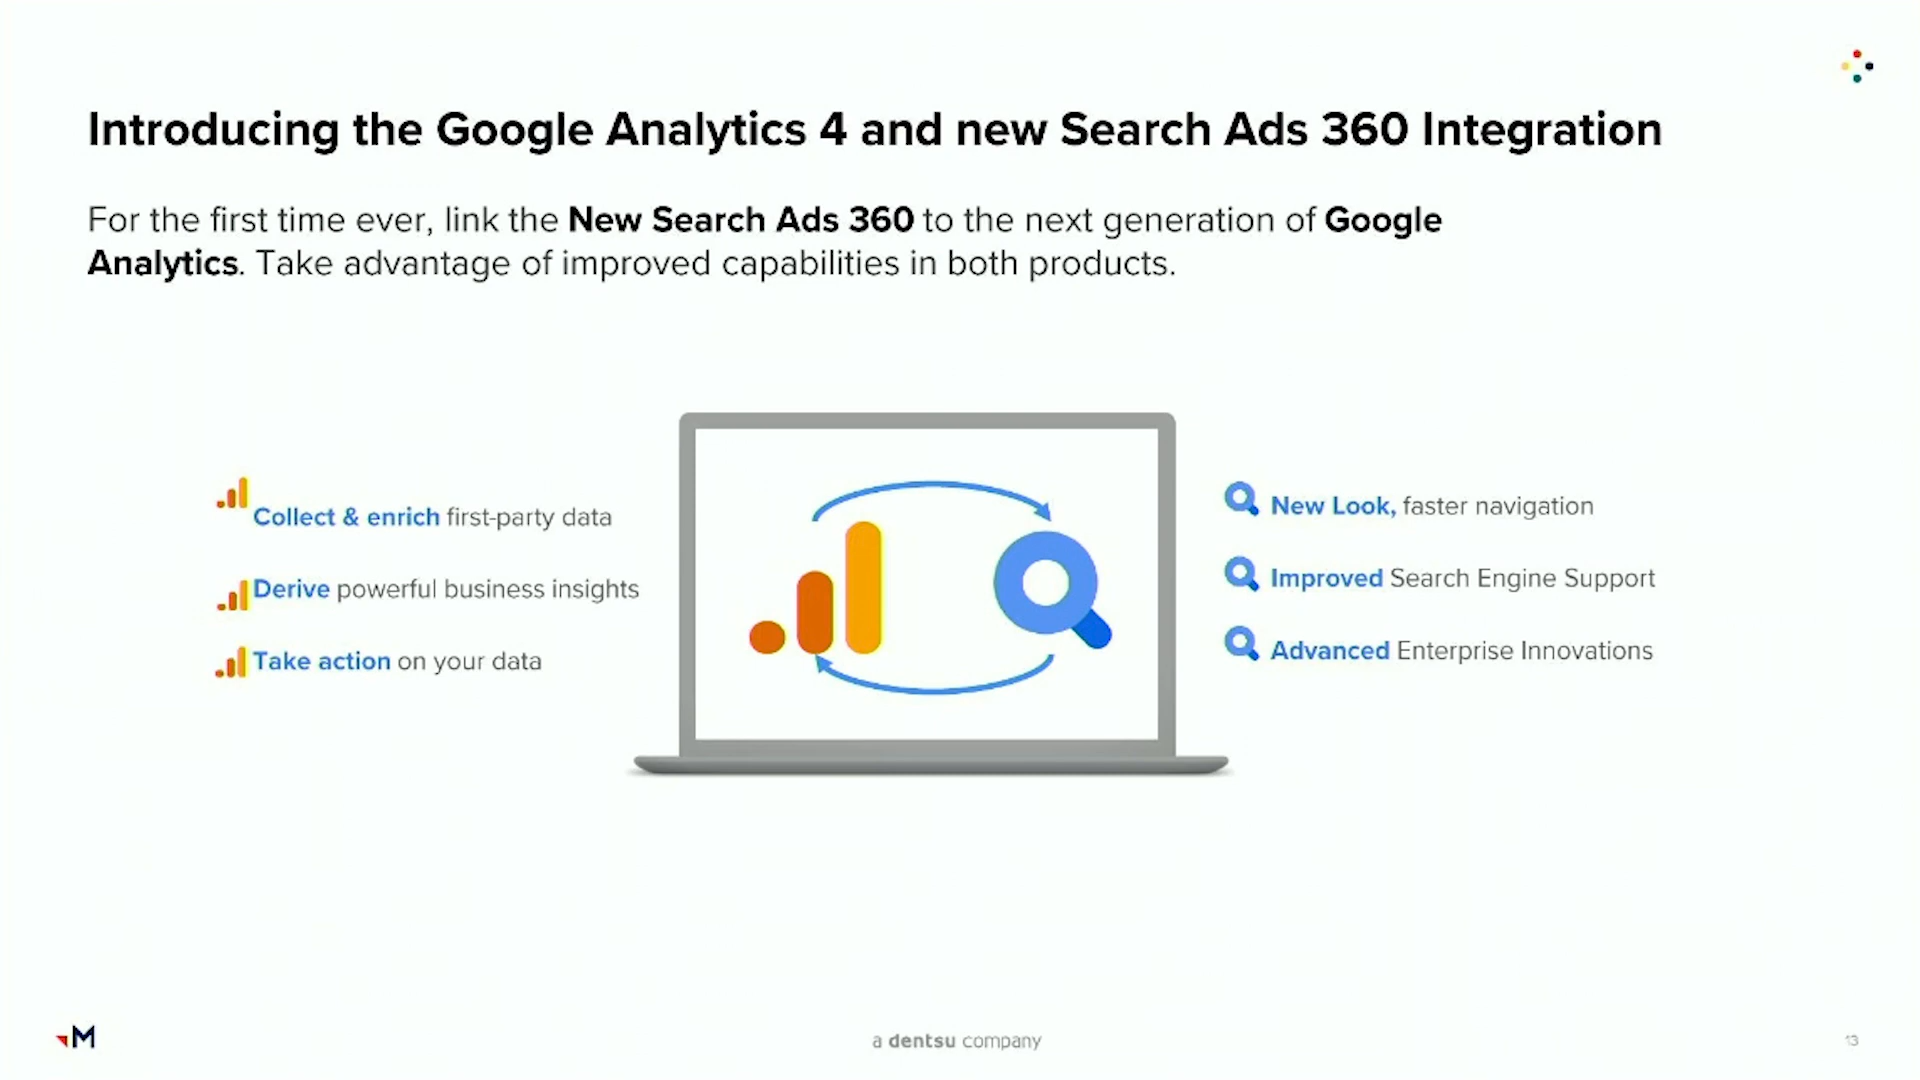 Introducing the Google Analytics 4 and new Search Ads 360 Integration
For the first time ever, link the New Search Ads 360 to the next generation of Google
Analytics. Take advantage of improved capabilities in both products.
Collect & enrich first-party data
Derive powerful business insights
Take action on your data
New Look, faster navigation
Improved Search Engine Support
Advanced Enterprise Innovations
M
a dentsu company
13